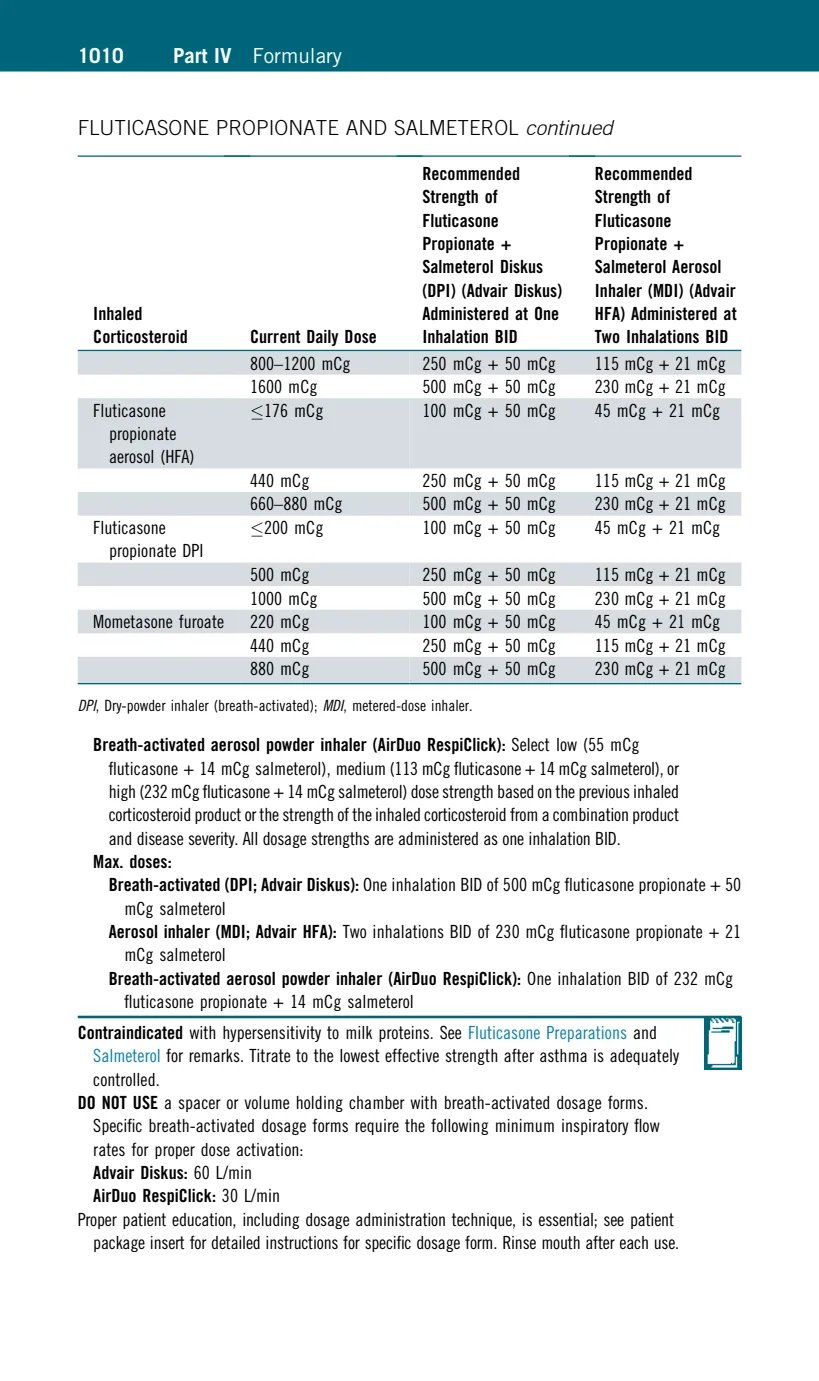 1010 Part IV Formulary
FLUTICASONE PROPIONATE AND SALMETEROL continued
Inhaled
Corticosteroid
Current Daily Dose
Recommended
Strength of
Fluticasone
Propionate +
Salmeterol Diskus
(DPI) (Advair Diskus)
Administered at One
Inhalation BID
Recommended
Strength of
Fluticasone
Propionate +
Salmeterol Aerosol
Inhaler (MDI) (Advair
HFA) Administered at
Two Inhalations BID
800–1200 mCg 250 mCg + 50 mCg 115 mCg + 21 mCg
1600 mCg 500 mCg + 50 mCg 230 mCg + 21 mCg
Fluticasone ≤176 mCg 100 mCg + 50 mCg 45 mCg + 21 mCg
propionate
aerosol (HFA)
440 mCg 250 mCg + 50 mCg 115 mCg + 21 mCg
660–880 mCg 500 mCg + 50 mCg 230 mCg + 21 mCg
Fluticasone ≤200 mCg 100 mCg + 50 mCg 45 mCg + 21 mCg
propionate DPI
500 mCg 250 mCg + 50 mCg 115 mCg + 21 mCg
1000 mCg 500 mCg + 50 mCg 230 mCg + 21 mCg
Mometasone furoate 220 mCg 100 mCg + 50 mCg 45 mCg + 21 mCg
440 mCg 250 mCg + 50 mCg 115 mCg + 21 mCg
880 mCg 500 mCg + 50 mCg 230 mCg + 21 mCg
DPI, Dry-powder inhaler (breath-activated); MDI, metered-dose inhaler.
Breath-activated aerosol powder inhaler (AirDuo RespiClick): Select low (55 mCg
fluticasone + 14 mCg salmeterol), medium (113 mCg fluticasone + 14 mCg salmeterol), or
high (232 mCg fluticasone + 14 mCg salmeterol) dose strength based on the previous inhaled
corticosteroid product or the strength of the inhaled corticosteroid from a combination product
and disease severity. All dosage strengths are administered as one inhalation BID.
Max. doses:
Breath-activated (DPI; Advair Diskus): One inhalation BID of 500 mCg fluticasone propionate + 50
mCg salmeterol
Aerosol inhaler (MDI; Advair HFA): Two inhalations BID of 230 mCg fluticasone propionate + 21
mCg salmeterol
Breath-activated aerosol powder inhaler (AirDuo RespiClick): One inhalation BID of 232 mCg
fluticasone propionate + 14 mCg salmeterol
Contraindicated with hypersensitivity to milk proteins. See Fluticasone Preparations and
Salmeterol for remarks. Titrate to the lowest effective strength after asthma is adequately
controlled.
DO NOT USE a spacer or volume holding chamber with breath-activated dosage forms.
Specific breath-activated dosage forms require the following minimum inspiratory flow
rates for proper dose activation:
Advair Diskus: 60 L/min
AirDuo RespiClick: 30 L/min
Proper patient education, including dosage administration technique, is essential; see patient
package insert for detailed instructions for specific dosage form. Rinse mouth after each use.